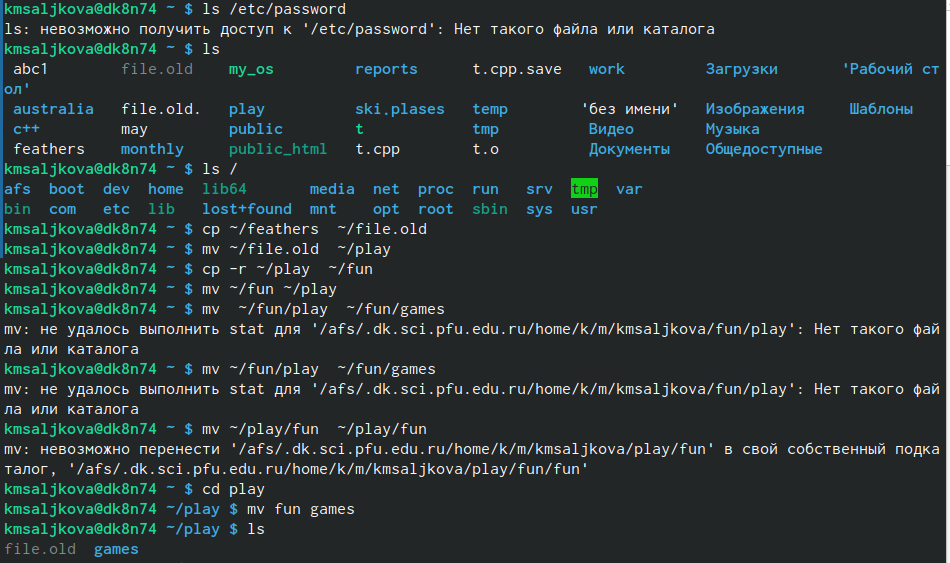 kmsaljkova@dk8n74 ~ $ ls /etc/password
ls: невозможно получить доступ к '/etc/password': Нет такого файла или каталога
kmsaljkova@dk8n74 ~ $ ls
abc1 file.old my_os reports t.cpp.save work Загрузки 'Рабочий ст
ол'
australia file.old. play ski.plases temp 'без имени' Изображения Шаблоны
c++ may public t tmp Видео Музыка
feathers monthly public_html t.cpp t.o Документы Общедоступные
kmsaljkova@dk8n74 ~ $ ls /
afs boot dev home lib64 media net proc run srv tmp var
bin com etc lib lost+found mnt opt root sbin sys usr
kmsaljkova@dk8n74 ~ $ cp ~/feathers ~/file.old
kmsaljkova@dk8n74 ~ $ mv ~/file.old ~/play
kmsaljkova@dk8n74 ~ $ cp -r ~/play ~/fun
kmsaljkova@dk8n74 ~ $ mv ~/fun ~/play
kmsaljkova@dk8n74 ~ $ mv ~/fun/play ~/fun/games
mv: не удалось выполнить stat для '/afs/.dk.sci.pfu.edu.ru/home/k/m/kmsaljkova/fun/play': Нет такого фай
ла или каталога
kmsaljkova@dk8n74 ~ $ mv ~/fun/play ~/fun/games
mv: не удалось выполнить stat для '/afs/.dk.sci.pfu.edu.ru/home/k/m/kmsaljkova/fun/play': Нет такого фай
ла или каталога
kmsaljkova@dk8n74 ~ $ mv ~/play/fun ~/play/fun
mv: невозможно перенести '/afs/.dk.sci.pfu.edu.ru/home/k/m/kmsaljkova/play/fun' в свой собственный подка
талог, '/afs/.dk.sci.pfu.edu.ru/home/k/m/kmsaljkova/play/fun/fun'
kmsaljkova@dk8n74 ~ $ cd play
kmsaljkova@dk8n74 ~/play $ mv fun games
kmsaljkova@dk8n74 ~/play $ ls
file.old games